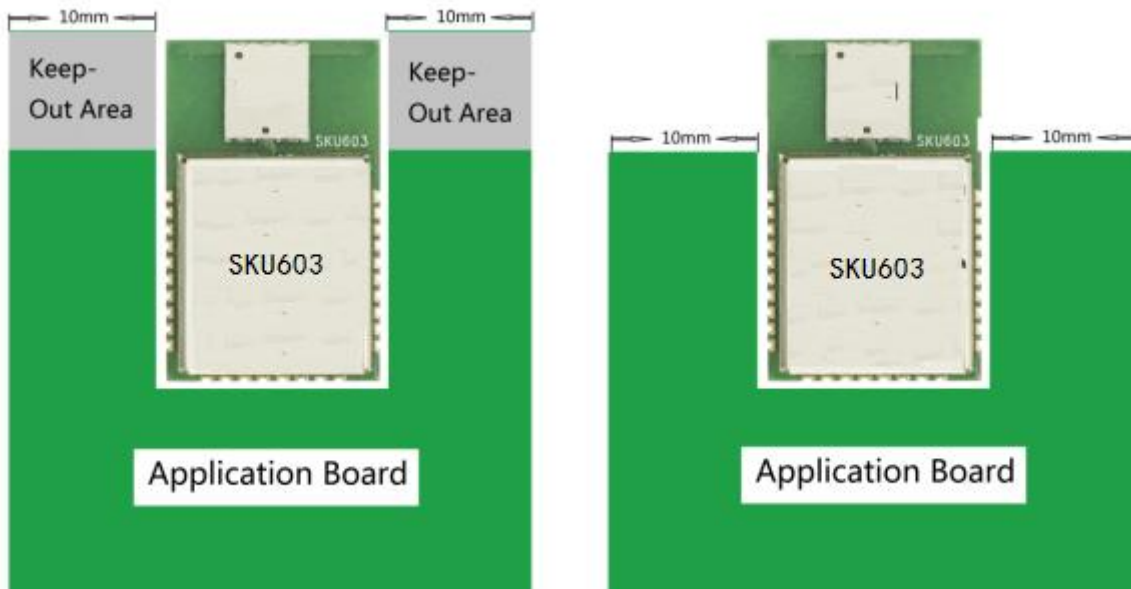 10mm
10mm
Keep-
Out Area
Keep-
Out Area
SKU603
SKU603
Application Board
10mm
10mm
SKU603
SKU603
Application Board